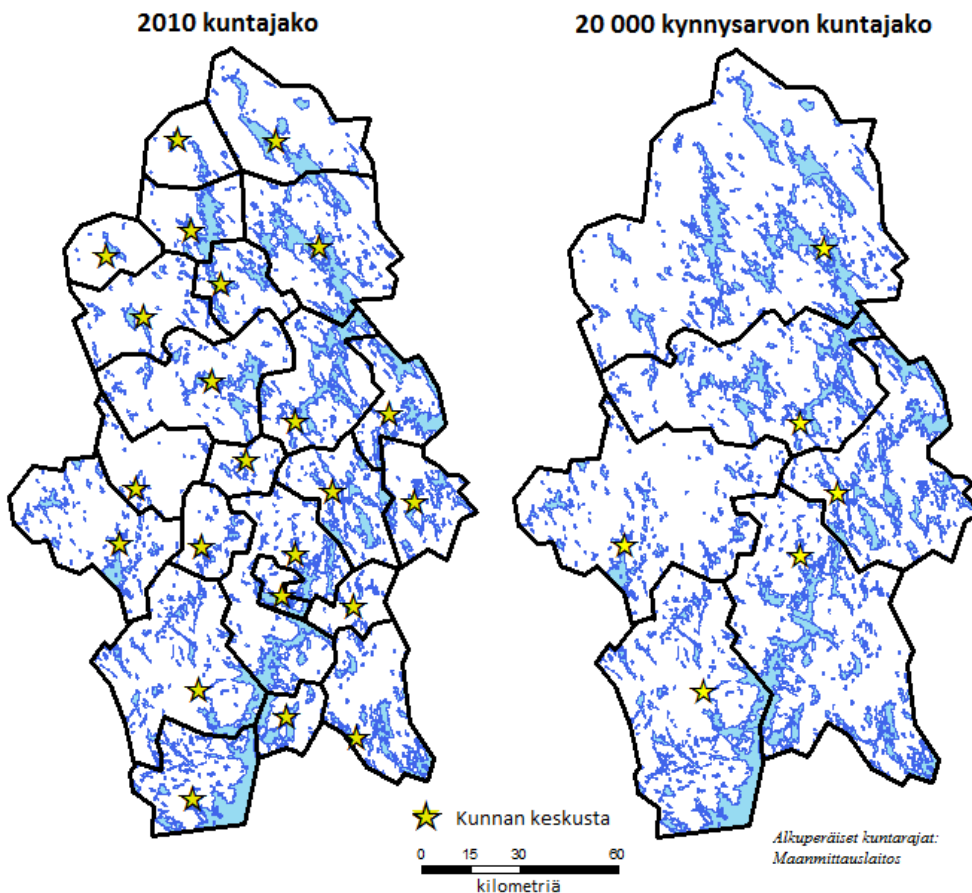 2010 kuntajako
20 000 kynnysarvon kuntajako
Kunnan keskusta
0 15 30 60
kilometriä
Alkuperäiset kuntarajat:
Maanmittauslaitos